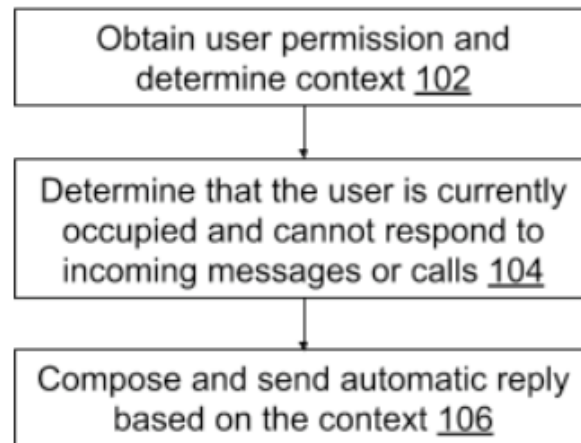 Obtain user permission and
determine context 102
Determine that the user is currently
occupied and cannot respond to
incoming messages or calls 104
Compose and send automatic reply
based on the context 106